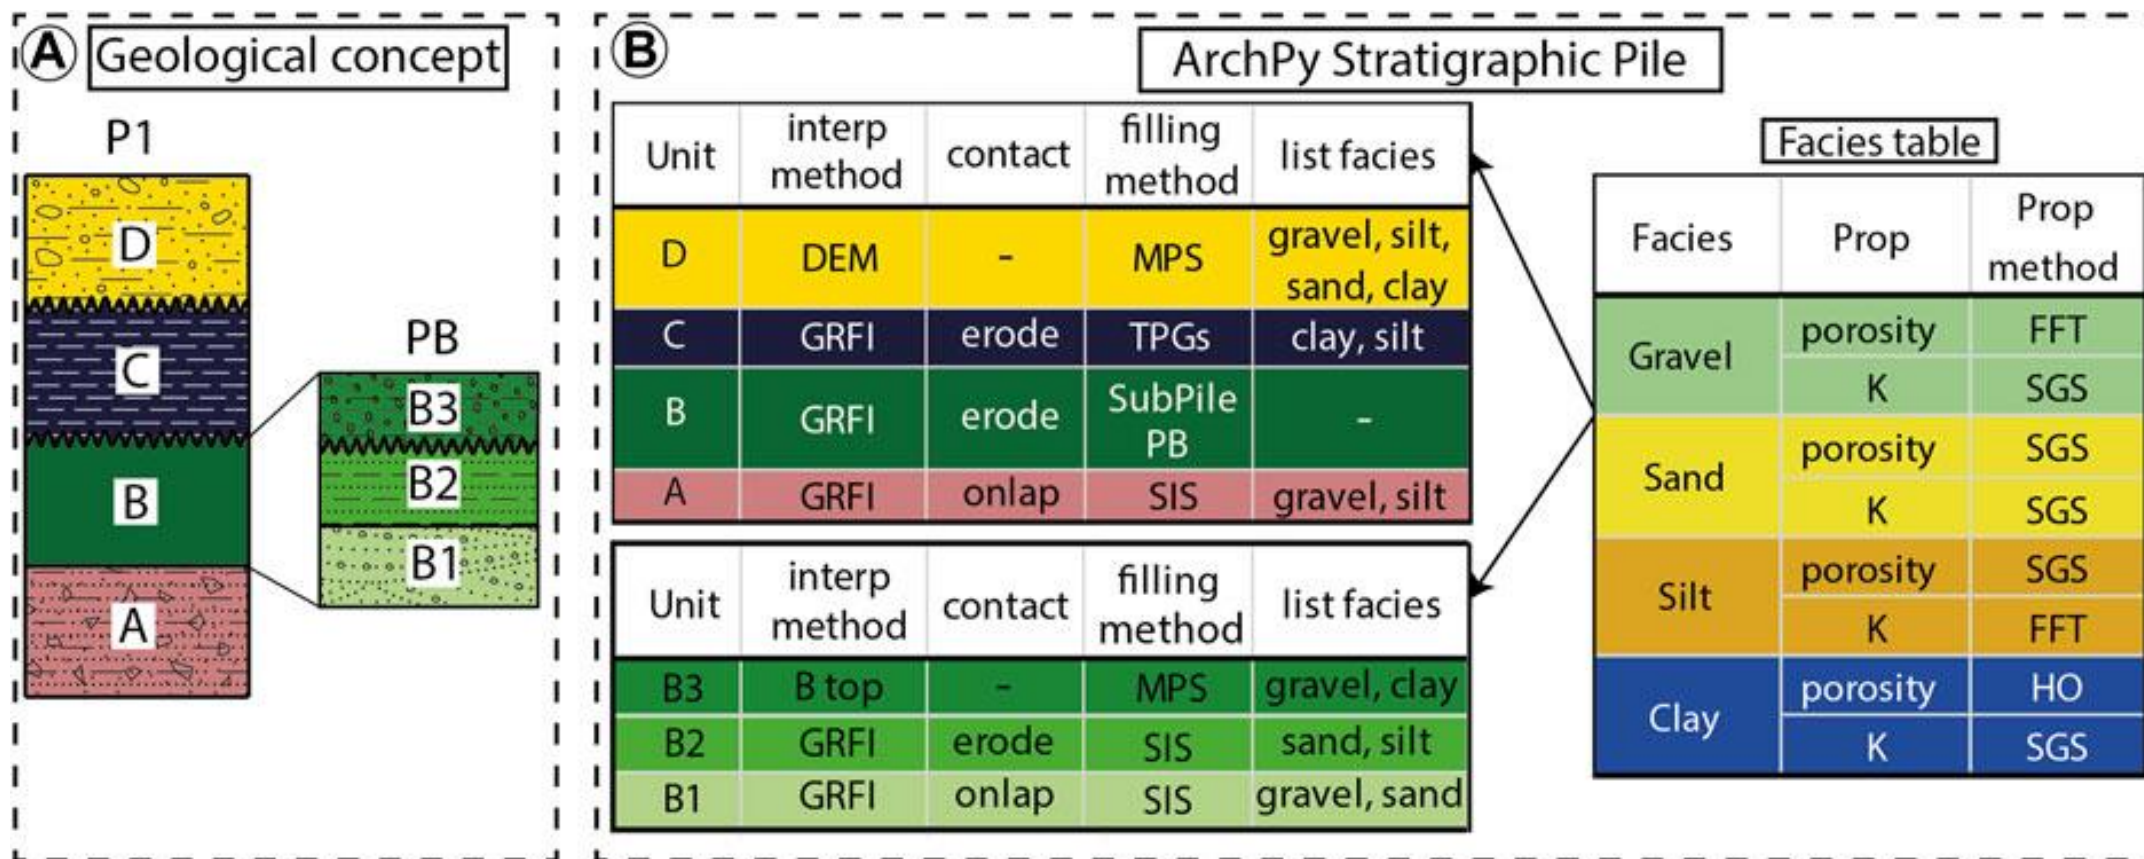 A Geological concept
P1
D
C
B
A
PB
B3
B2
B1
B ArchPy Stratigraphic Pile
Unit interp method contact filling method list facies
D DEM - MPS gravel, silt, sand, clay
C GRFI erode TPGs clay, silt
B GRFI erode SubPile PB -
A GRFI onlap SIS gravel, silt
Unit interp method contact filling method list facies
B3 B top - MPS gravel, clay
B2 GRFI erode SIS sand, silt
B1 GRFI onlap SIS gravel, sand
Facies table
Facies Prop Prop method
Gravel porosity FFT
K SGS
Sand porosity SGS
K SGS
Silt porosity SGS
K FFT
Clay porosity HO
K SGS